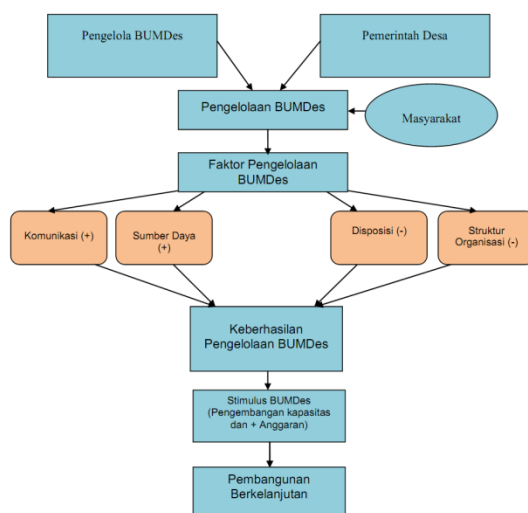 Pengelola BUMDes
Pemerintah Desa
Pengelolaan BUMDes
Masyarakat
Faktor Pengelolaan
BUMDes
Komunikasi (+)
Sumber Daya
(+)
Disposisi (-)
Struktur
Organisasi (-)
Keberhasilan
Pengelolaan BUMDes
Stimulus BUMDes
(Pengembangan kapasitas
dan + Anggaran)
Pembangunan
Berkelanjutan